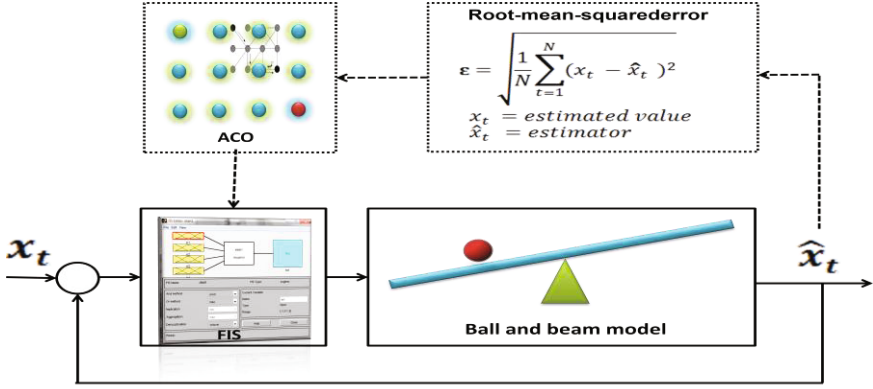 Root-mean-squarederror
ε = √ 1/N ∑ t=1 N (x_t − x̂_t )²
x_t = estimated value
x̂_t = estimator
ACO
x_t
x̂_t
FIS
Ball and beam model